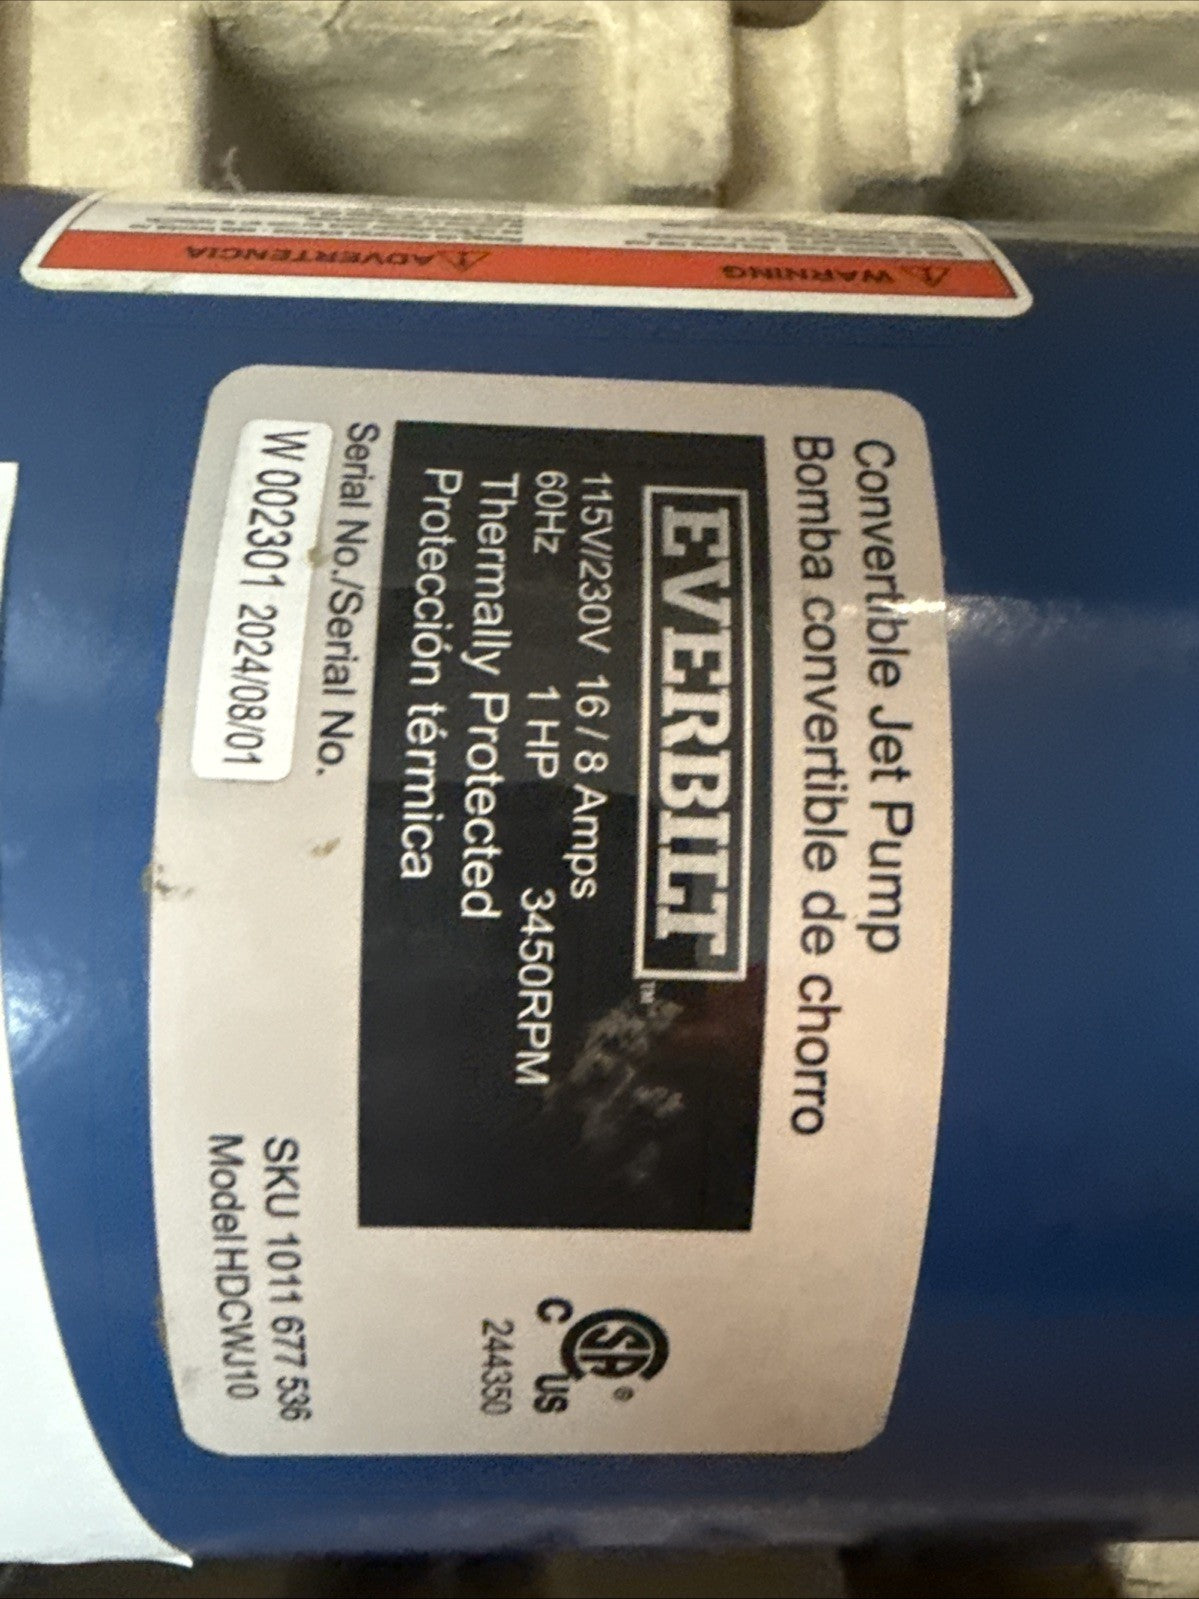 Convertible Jet Pump
Bomba convertible de chorro
EVERBILT™
115V/230V 16 / 8 Amps
60Hz 1 HP 3450RPM
Thermally Protected
Protección térmica
Serial No./Serial No.
W 002301 2024/08/01
SA®
C US
244350
SKU 1011 677 536
Model HDCWJ10
⚠WARNING
⚠ADVERTENCIA